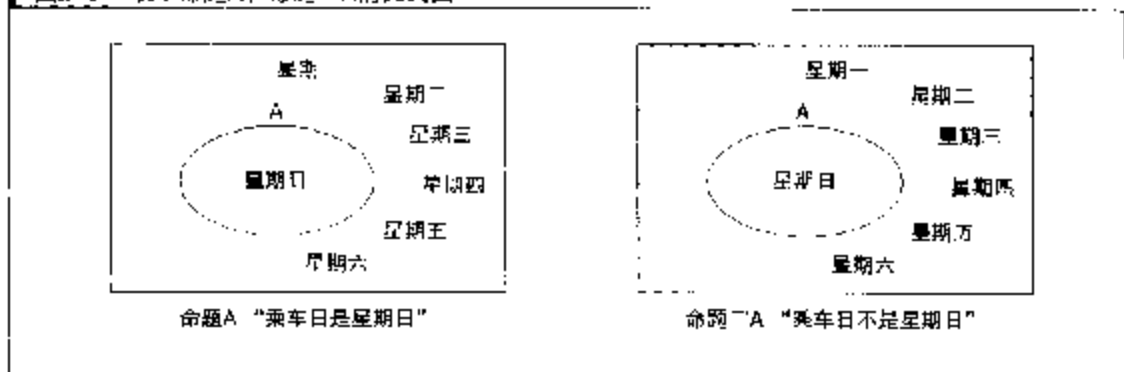 星期 星期一
星期二 星期二
A A
星期三 星期三
星期日 星期四 星期日 星期四
星期五 星期五
星期六 星期六
命题A "乘车日是星期日" 命题¬A "乘车日不是星期日"